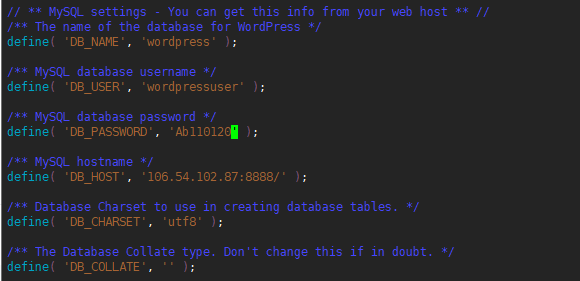 // ** MySQL settings - You can get this info from your web host ** //
/** The name of the database for WordPress */
define( 'DB_NAME', 'wordpress' );
/** MySQL database username */
define( 'DB_USER', 'wordpressuser' );
/** MySQL database password */
define( 'DB_PASSWORD', 'Ab110120' );
/** MySQL hostname */
define( 'DB_HOST', '106.54.102.87:8888/' );
/** Database Charset to use in creating database tables. */
define( 'DB_CHARSET', 'utf8' );
/** The Database Collate type. Don't change this if in doubt. */
define( 'DB_COLLATE', '' );